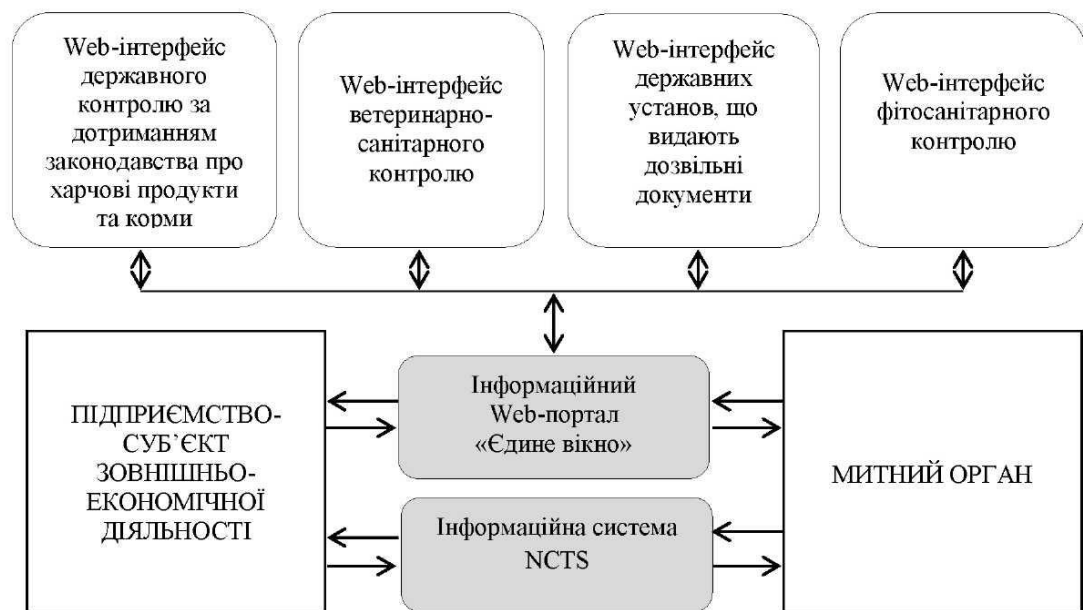 Web-інтерфейс
державного
контролю за
дотриманням
законодавства про
харчові продукти
та корми
Web-інтерфейс
ветеринарно-
санітарного
контролю
Web-інтерфейс
державних
установ, що
видають
дозвільні
документи
Web-інтерфейс
фітосанітарного
контролю
ПІДПРИЄМСТВО-
СУБ’ЄКТ
ЗОВНІШНЬО-
ЕКОНОМІЧНОЇ
ДІЯЛЬНОСТІ
Інформаційний
Web-портал
«Єдине вікно»
Інформаційна система
NCTS
МИТНИЙ ОРГАН